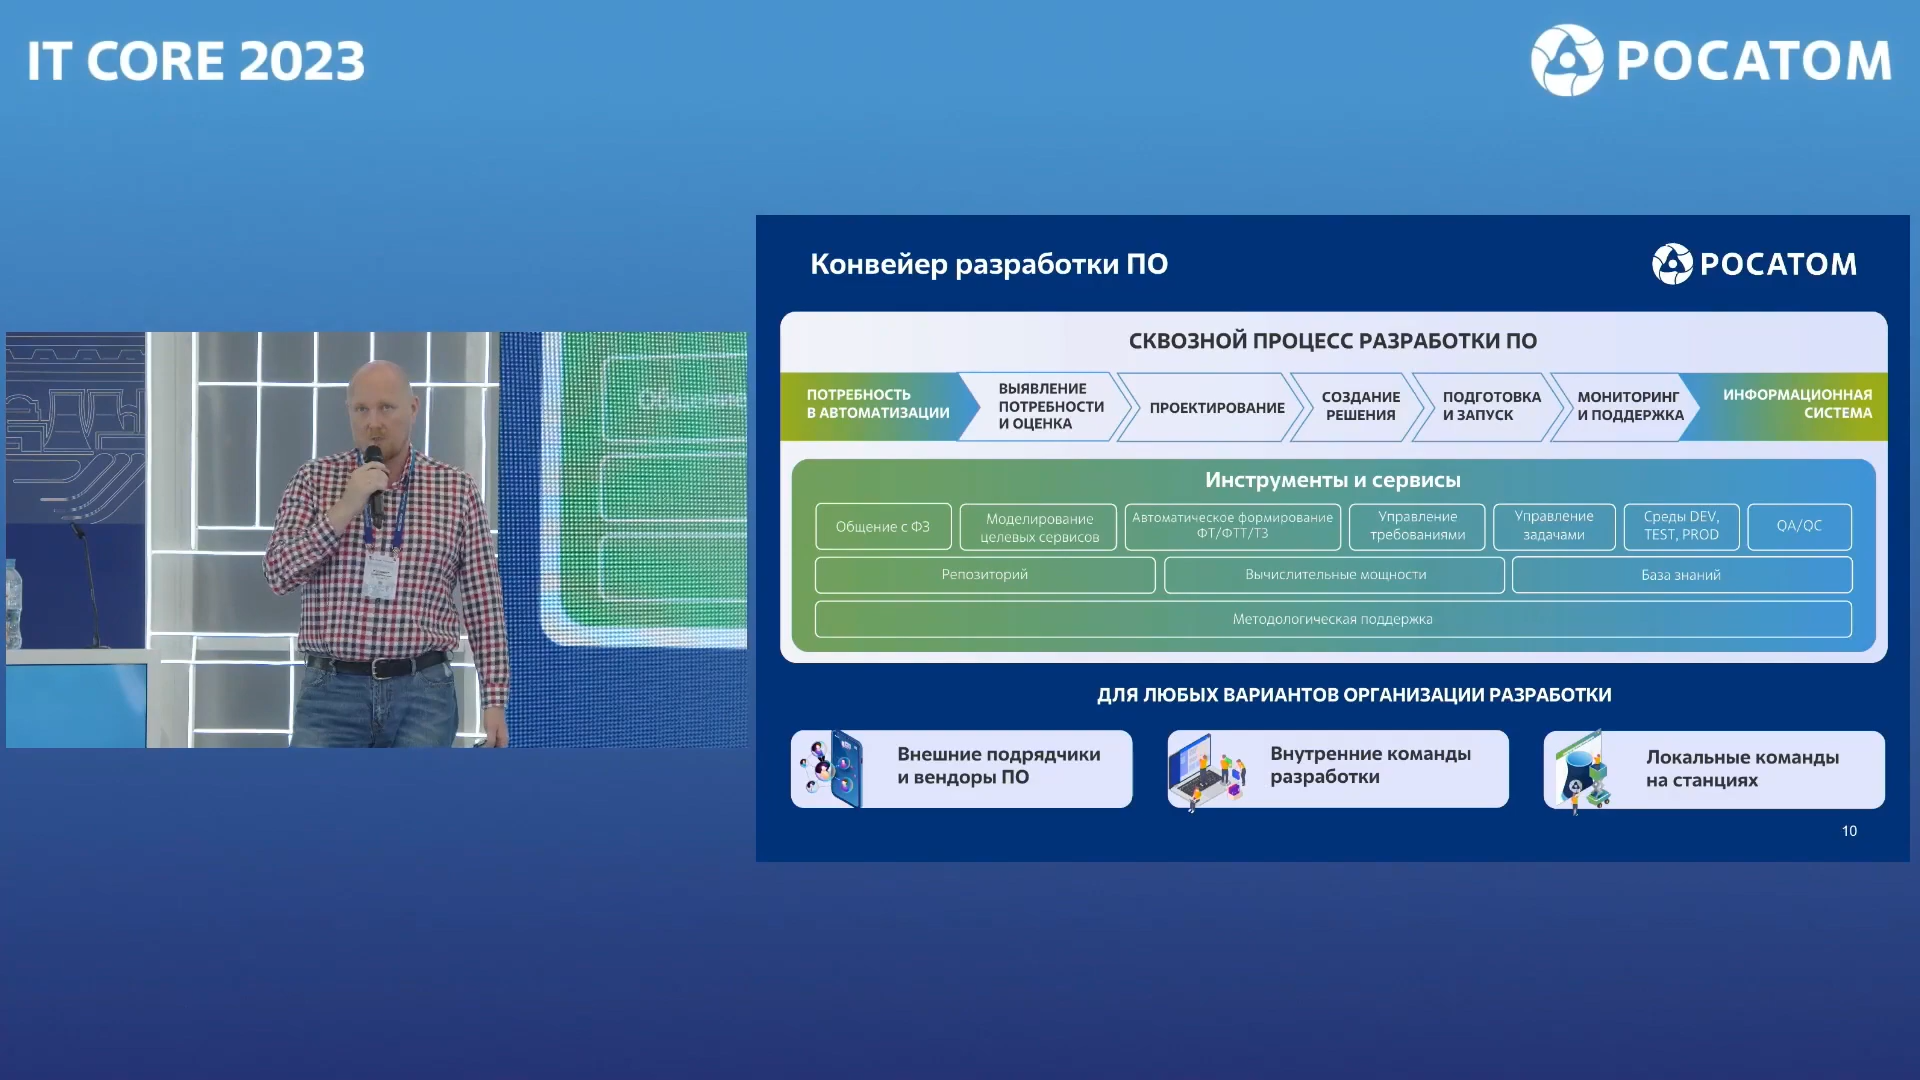 IT CORE 2023
РОСАТОМ
Конвейер разработки ПО
РОСАТОМ
СКВОЗНОЙ ПРОЦЕСС РАЗРАБОТКИ ПО
ПОТРЕБНОСТЬ
В АВТОМАТИЗАЦИИ
ВЫЯВЛЕНИЕ
ПОТРЕБНОСТИ
И ОЦЕНКА
ПРОЕКТИРОВАНИЕ
СОЗДАНИЕ
РЕШЕНИЯ
ПОДГОТОВКА
И ЗАПУСК
МОНИТОРИНГ
И ПОДДЕРЖКА
ИНФОРМАЦИОННАЯ
СИСТЕМА
Инструменты и сервисы
Общение с ФЗ
Моделирование
целевых сервисов
Автоматическое формирование
ФТ/ФТТ/ТЗ
Управление
требованиями
Управление
задачами
Среды DEV,
TEST, PROD
QA/QC
Репозиторий
Вычислительные мощности
База знаний
Методологическая поддержка
ДЛЯ ЛЮБЫХ ВАРИАНТОВ ОРГАНИЗАЦИИ РАЗРАБОТКИ
Внешние подрядчики
и вендоры ПО
Внутренние команды
разработки
Локальные команды
на станциях
10